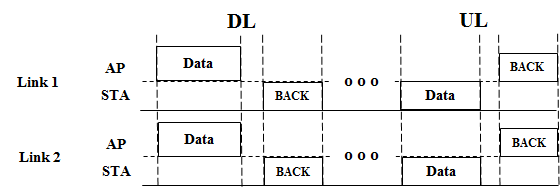 DL UL
AP Data BACK
Link 1 o o o
STA BACK Data
AP Data BACK
Link 2 o o o
STA BACK Data